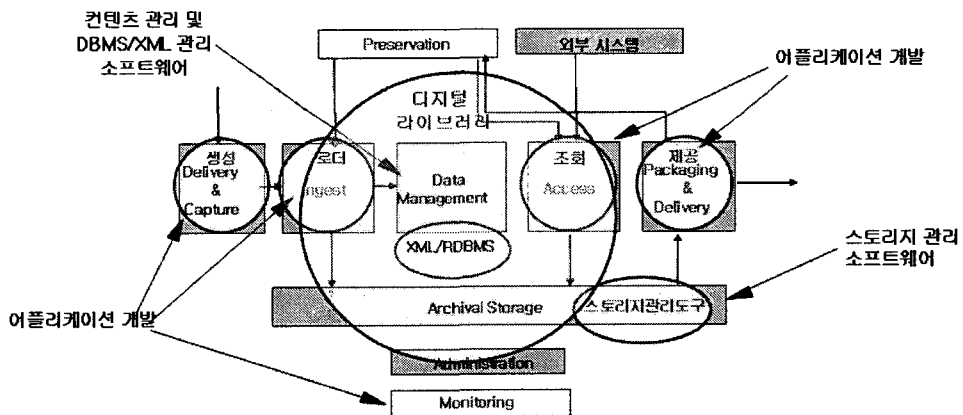 컨텐츠 관리 및
DBMS/XML 관리
소프트웨어
Preservation
외부 시스템
어플리케이션 개발
디지털
라이브러리
생성
Delivery
&
Capture
로더
Ingest
Data
Management
조회
Access
제공
Packaging
&
Delivery
XML/RDBMS
스토리지 관리
소프트웨어
Archival Storage
스토리지관리도구
어플리케이션 개발
Administration
Monitoring